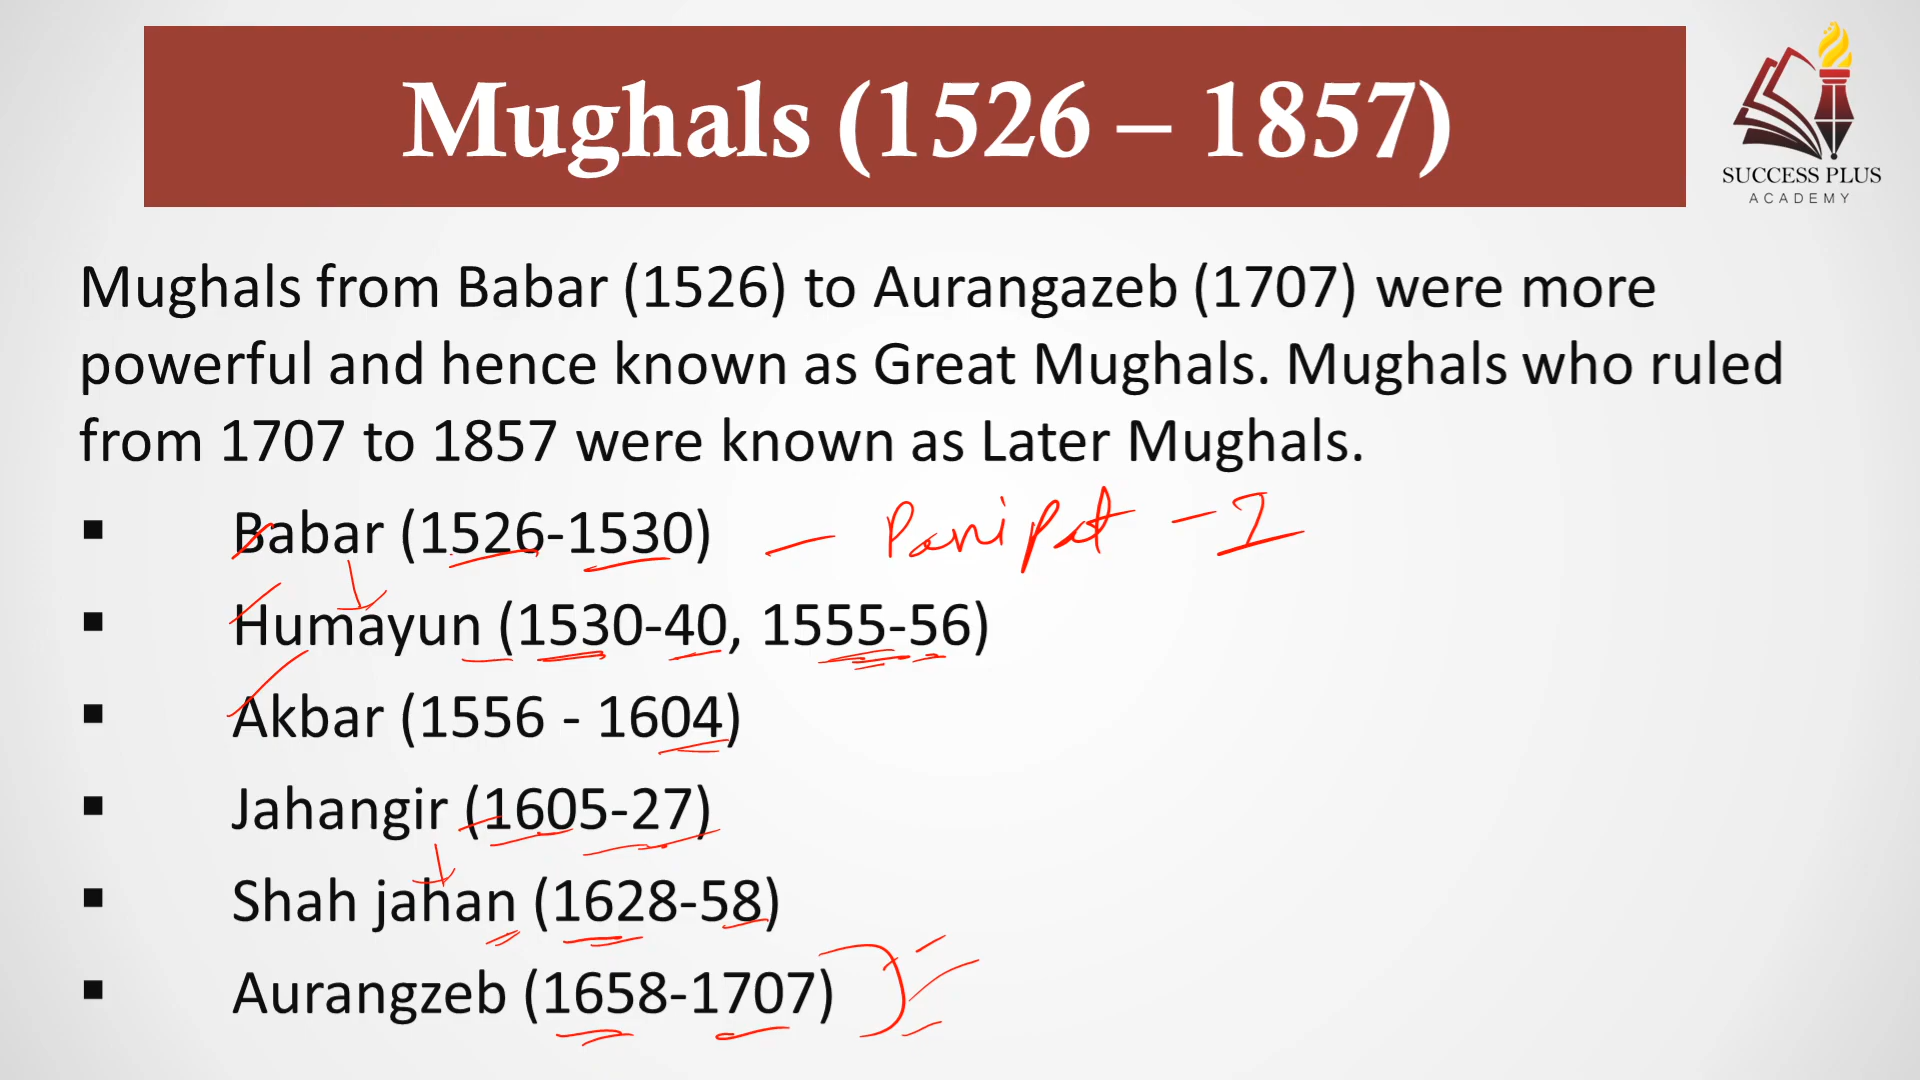 Mughals (1526 – 1857)
SUCCESS PLUS
ACADEMY
Mughals from Babar (1526) to Aurangazeb (1707) were more
powerful and hence known as Great Mughals. Mughals who ruled
from 1707 to 1857 were known as Later Mughals.
▪ Babar (1526-1530) — Panipat - I
▪ Humayun (1530-40, 1555-56)
▪ Akbar (1556 - 1604)
▪ Jahangir (1605-27)
▪ Shah jahan (1628-58)
▪ Aurangzeb (1658-1707)